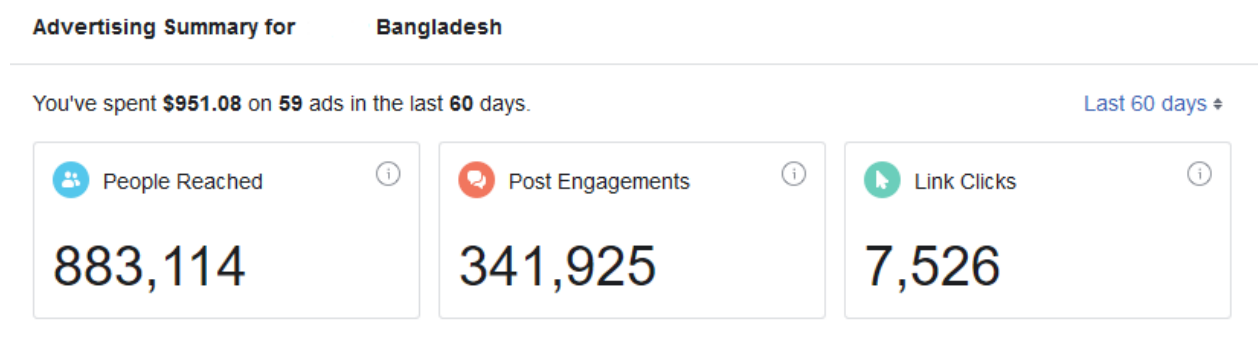 Advertising Summary for Bangladesh
You've spent $951.08 on 59 ads in the last 60 days.
Last 60 days
People Reached
883,114
Post Engagements
341,925
Link Clicks
7,526